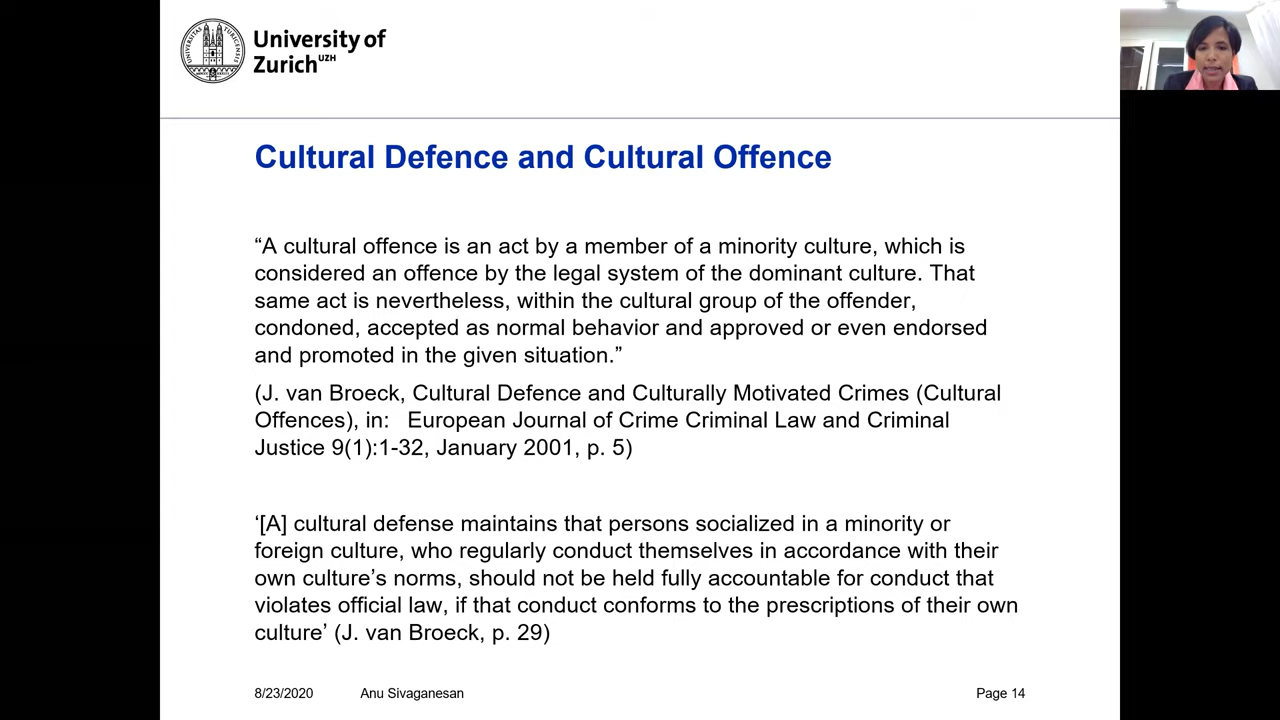 University of
Zurich UZH
Cultural Defence and Cultural Offence
“A cultural offence is an act by a member of a minority culture, which is
considered an offence by the legal system of the dominant culture. That
same act is nevertheless, within the cultural group of the offender,
condoned, accepted as normal behavior and approved or even endorsed
and promoted in the given situation.”
(J. van Broeck, Cultural Defence and Culturally Motivated Crimes (Cultural
Offences), in: European Journal of Crime Criminal Law and Criminal
Justice 9(1):1-32, January 2001, p. 5)
‘[A] cultural defense maintains that persons socialized in a minority or
foreign culture, who regularly conduct themselves in accordance with their
own culture’s norms, should not be held fully accountable for conduct that
violates official law, if that conduct conforms to the prescriptions of their own
culture’ (J. van Broeck, p. 29)
8/23/2020 Anu Sivaganesan Page 14